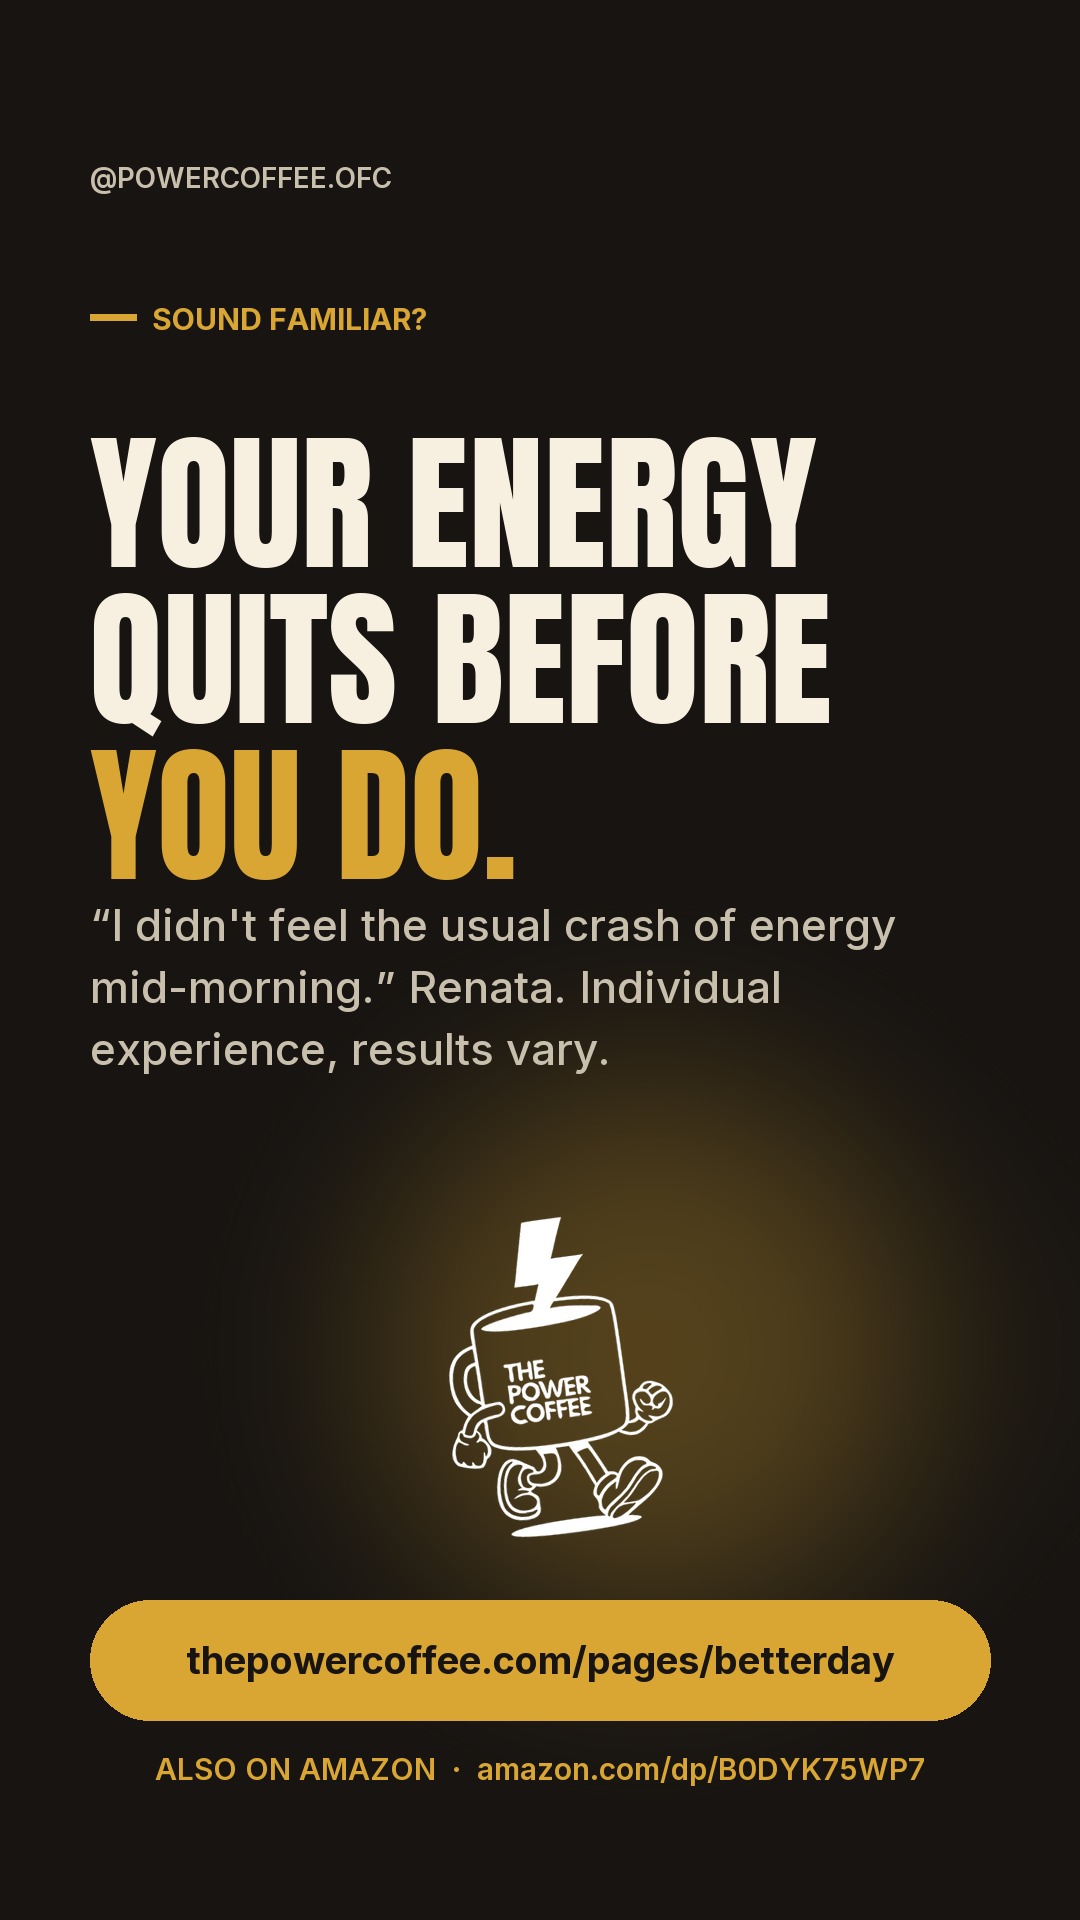 @POWERCOFFEE.OFC
SOUND FAMILIAR?
YOUR ENERGY
QUITS BEFORE
YOU DO.
“I didn't feel the usual crash of energy
mid-morning.” Renata. Individual
experience, results vary.
THE
POWER
COFFEE
thepowercoffee.com/pages/betterday
ALSO ON AMAZON · amazon.com/dp/B0DYK75WP7